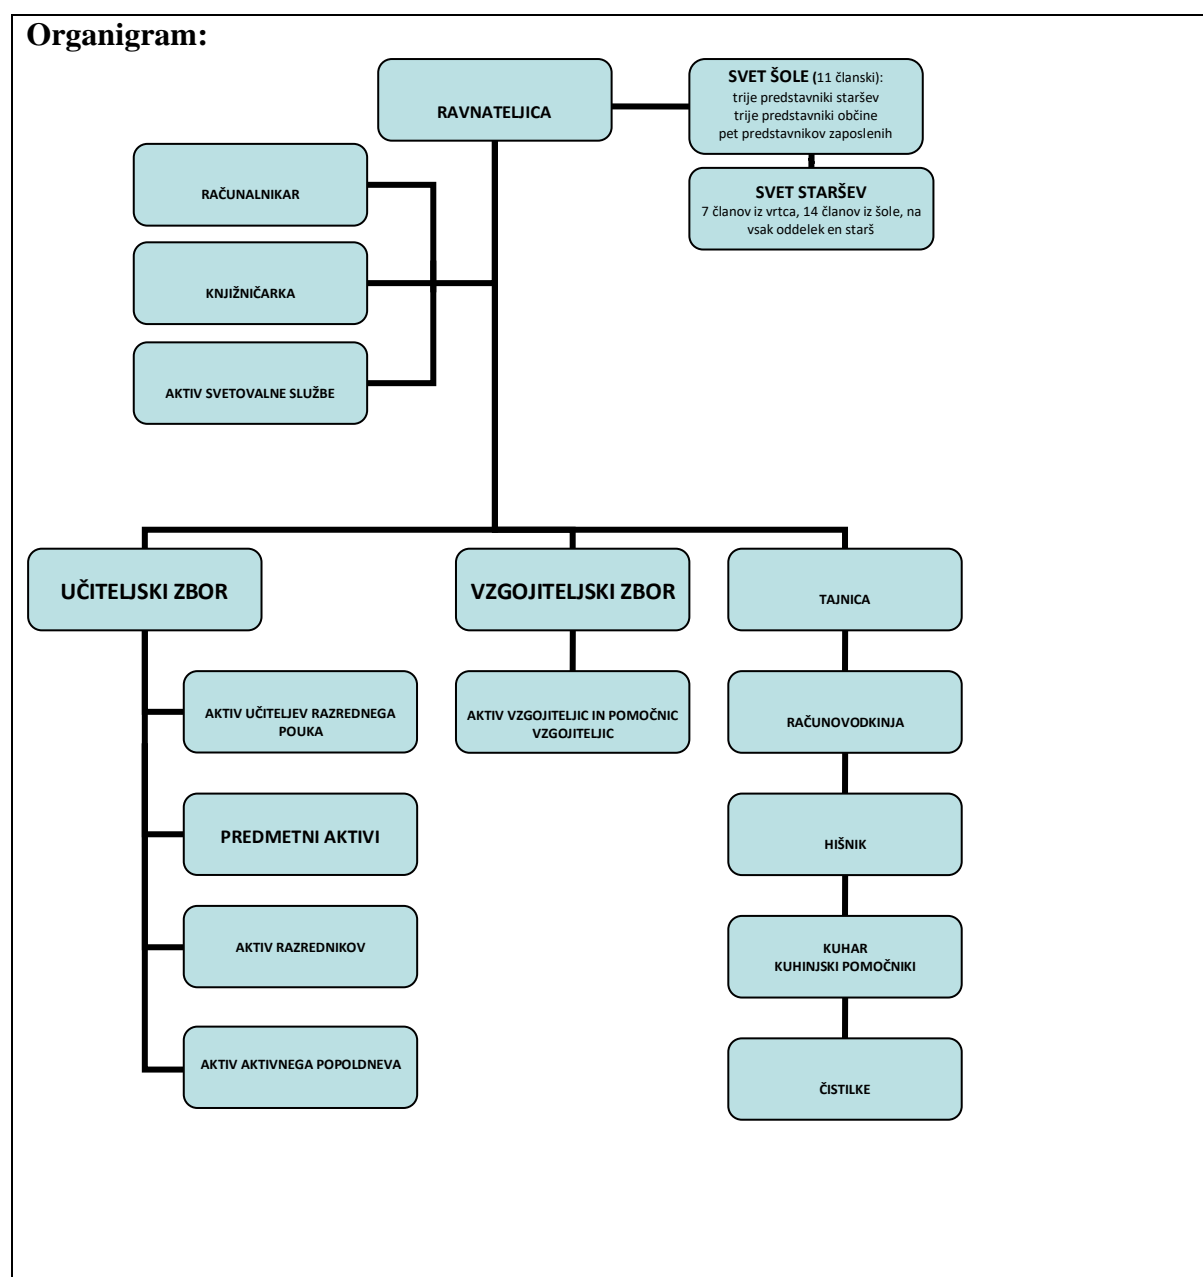 Organigram:
RAVNATELJICA
SVET ŠOLE (11 članski):
trije predstavniki staršev
trije predstavniki občine
pet predstavnikov zaposlenih
SVET STARŠEV
7 članov iz vrtca, 14 članov iz šole, na
vsak oddelek en starš
RAČUNALNIKAR
KNJIŽNIČARKA
AKTIV SVETOVALNE SLUŽBE
UČITELJSKI ZBOR
AKTIV UČITELJEV RAZREDNEGA
POUKA
PREDMETNI AKTIVI
AKTIV RAZREDNIKOV
AKTIV AKTIVNEGA POPOLDNEVA
VZGOJITELJSKI ZBOR
AKTIV VZGOJITELJIC IN POMOČNIC
VZGOJITELJIC
TAJNICA
RAČUNOVODKINJA
HIŠNIK
KUHAR
KUHINJSKI POMOČNIKI
ČISTILKE